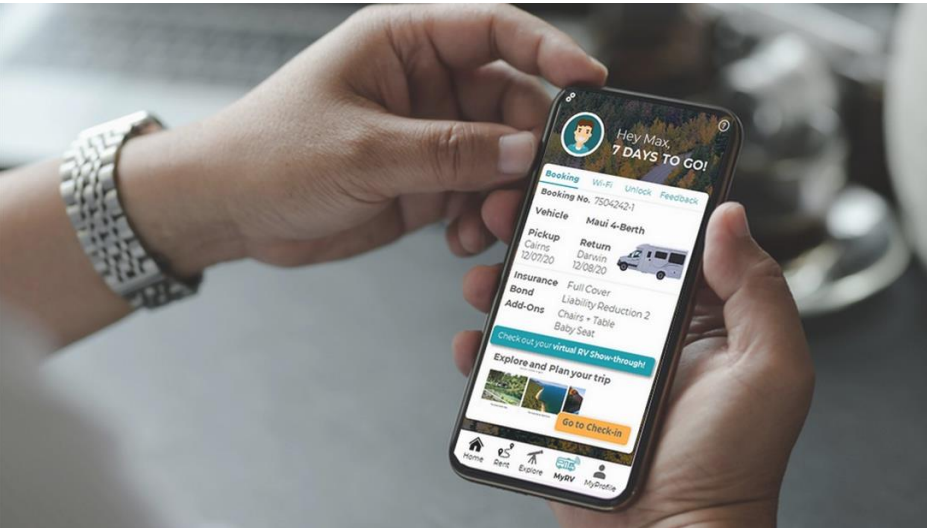 Hey Max,
7 DAYS TO GO!
Booking Wi-Fi Unlock Feedback
Booking No. 7504242-1
Vehicle Maui 4-Berth
Pickup Return
Cairns Darwin
12/07/20 12/08/20
Insurance Full Cover
Bond Liability Reduction 2
Add-Ons Chairs + Table
Baby Seat
Check out your virtual RV Show-through!
Explore and Plan your trip
Go to Check-in
Home Rent Explore MyRV MyProfile